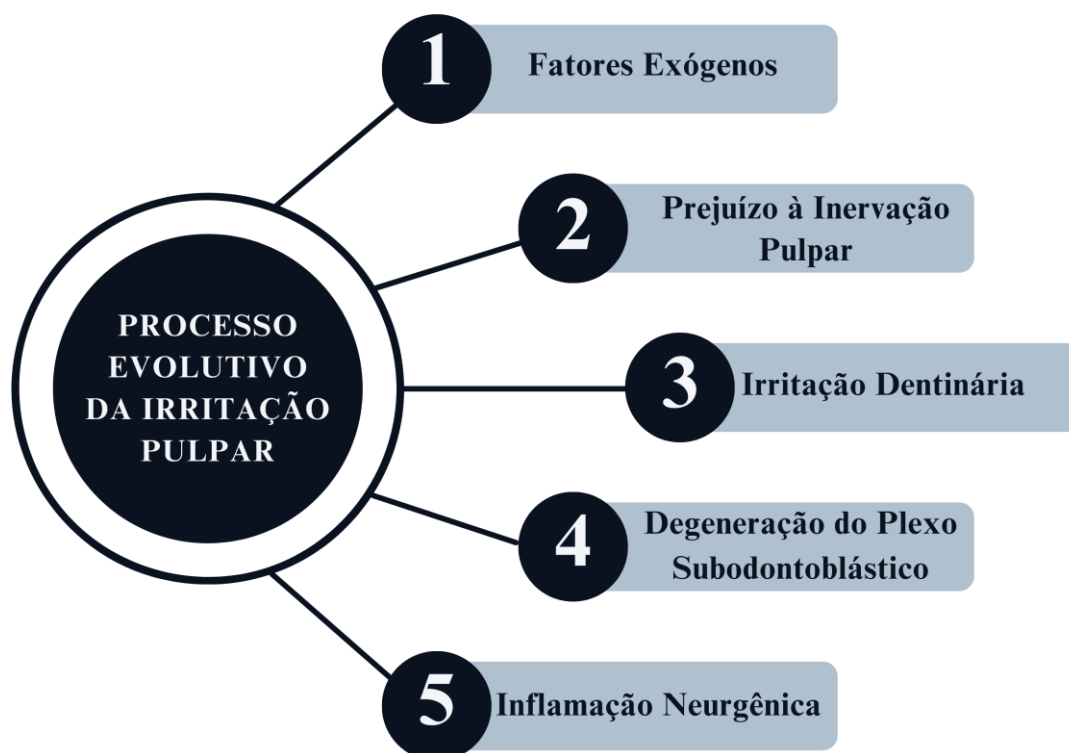 1
Fatores Exógenos
2
Prejuízo à Inervação
Pulpar
PROCESSO
EVOLUTIVO
DA IRRITAÇÃO
PULPAR
3
Irritação Dentinária
4
Degeneração do Plexo
Subodontoblástico
5
Inflamação Neurgênica